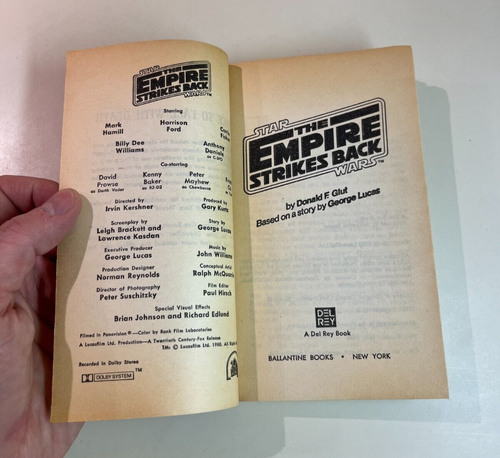 STAR
THE
EMPIRE
STRIKES BACK
WARS™
Starring
Mark Harrison
Hamill Ford
Billy Dee Anthony
Williams
as C-3PO
Co-starring
David Kenny Peter
Prowse Baker Mayhew
as Darth Vader as R2-D2 as Chewbacca
Directed by Produced by
Irvin Kershner Gary Kurtz
Screenplay by Story by
Leigh Brackett and George Lucas
Lawrence Kasdan
Executive Producer Music by
George Lucas John Williams
Production Designer Conceptual Artist
Norman Reynolds Ralph
Director of Photography Film Editor
Peter Suschitzky Paul Hirsch
Special Visual Effects
Brian Johnson and Richard Edlund
Filmed in Panavision®—Color by Rank Film Laboratories
A Lucasfilm Ltd. Production—A Twentieth Century-Fox Release
TM: © Lucasfilm Ltd. 1980. All rights
Recorded in Dolby Stereo
DOLBY SYSTEM ™
STAR
THE
EMPIRE
STRIKES BACK
WARS™
by Donald F. Glut
Based on a story by George Lucas
DEL
REY
A Del Rey Book
BALLANTINE BOOKS • NEW YORK